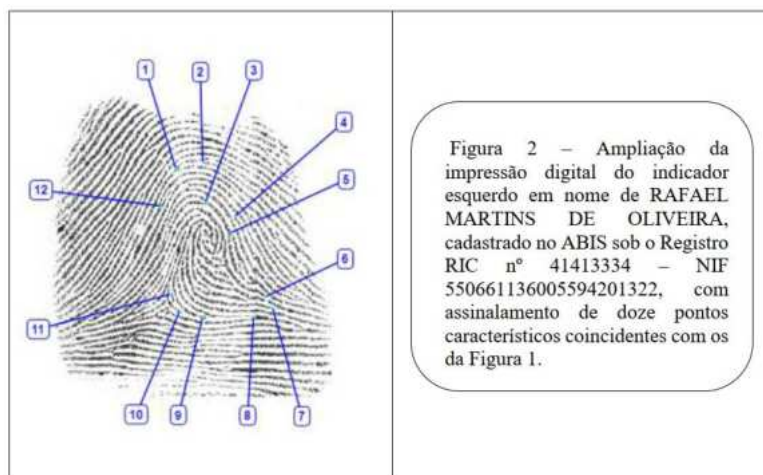 1
2
3
4
5
6
7
8
9
10
11
12
Figura 2 – Ampliação da
impressão digital do indicador
esquerdo em nome de RAFAEL
MARTINS DE OLIVEIRA,
cadastrado no ABIS sob o Registro
RIC nº 41413334 – NIF
550661136005594201322, com
assinalamento de doze pontos
característicos coincidentes com os
da Figura 1.